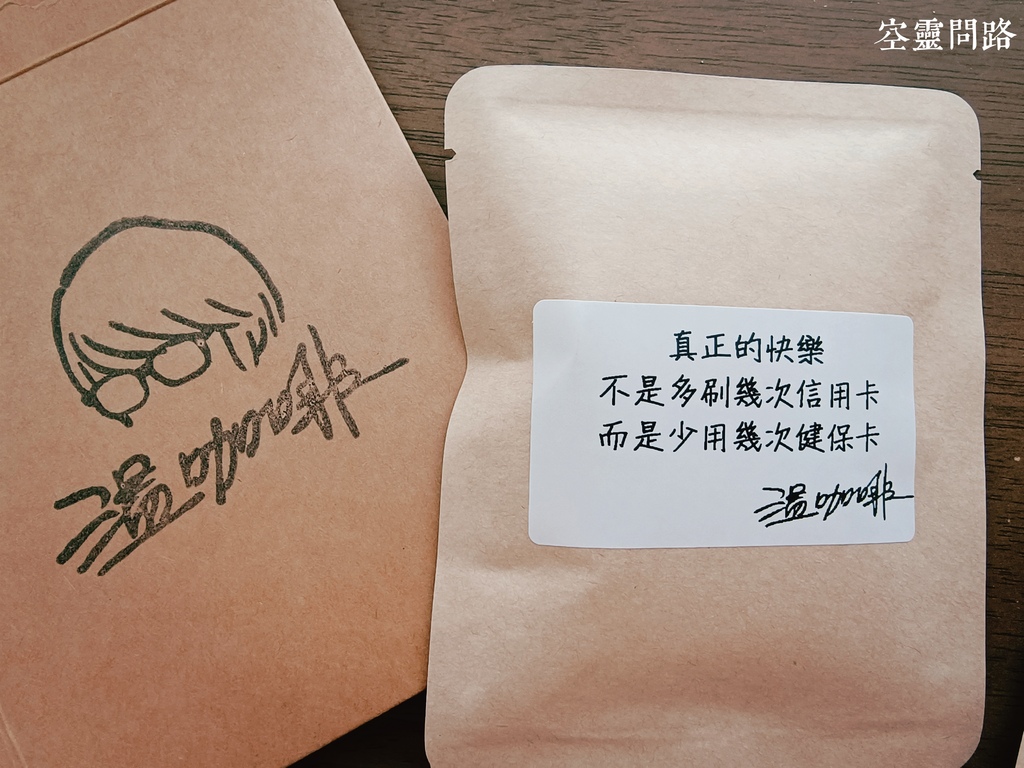 空靈問路
溫咖啡
真正的快樂
不是多刷幾次信用卡
而是少用幾次健保卡
溫咖啡